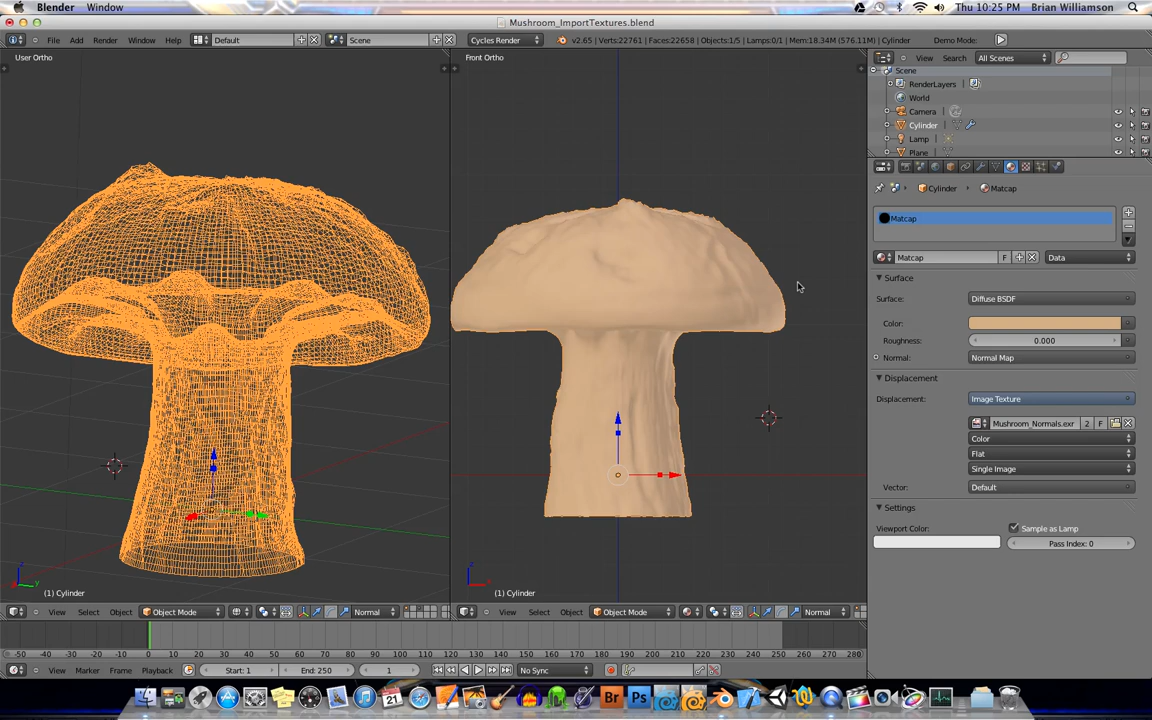 Blender Window Thu 10:25 PM Brian Williamson
Mushroom_ImportTextures.blend
File Add Render Window Help Default Scene Cycles Render v2.65 | Verts:22761 | Faces:22658 | Objects:1/5 | Lamps:0/1 | Mem:18.34M (576.11M) | Cylinder Demo Mode:
User Ortho
Front Ortho
View Search All Scenes
Scene
RenderLayers
World
Camera
Cylinder
Lamp
Plane
Cylinder Matcap
Matcap
Matcap F Data
Surface
Surface: Diffuse BSDF
Color:
Roughness: 0.000
Normal: Normal Map
Displacement
Displacement: Image Texture
Mushroom_Normals.exr 2 F
Color
Flat
Single Image
Vector: Default
Settings
Viewport Color: Sample as Lamp
Pass Index: 0
z
y
z
x
(1) Cylinder
(1) Cylinder
View Select Object Object Mode Normal
View Select Object Object Mode Normal
-50 -40 -30 -20 -10 0 10 20 30 40 50 60 70 80 90 100 110 120 130 140 150 160 170 180 190 200 210 220 230 240 250 260 270 280
View Marker Frame Playback Start: 1 End: 250 1 No Sync
21
Br
Ps